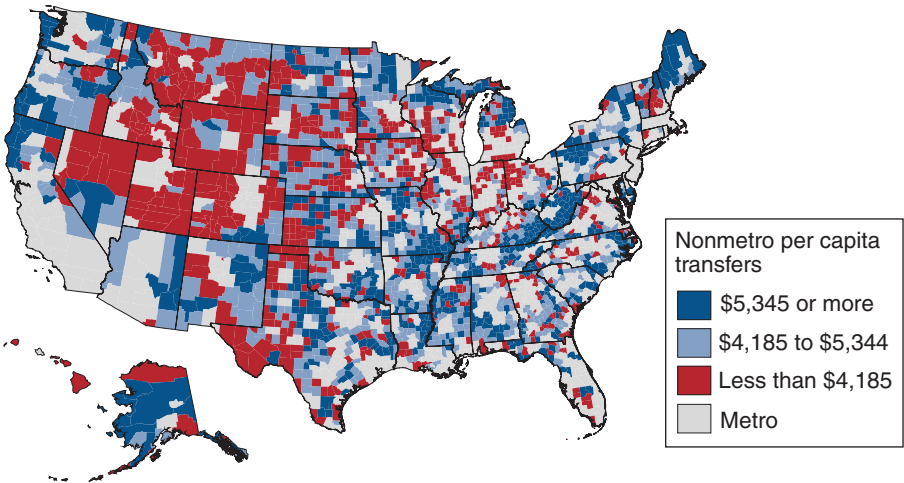 Nonmetro per capita
transfers
$5,345 or more
$4,185 to $5,344
Less than $4,185
Metro